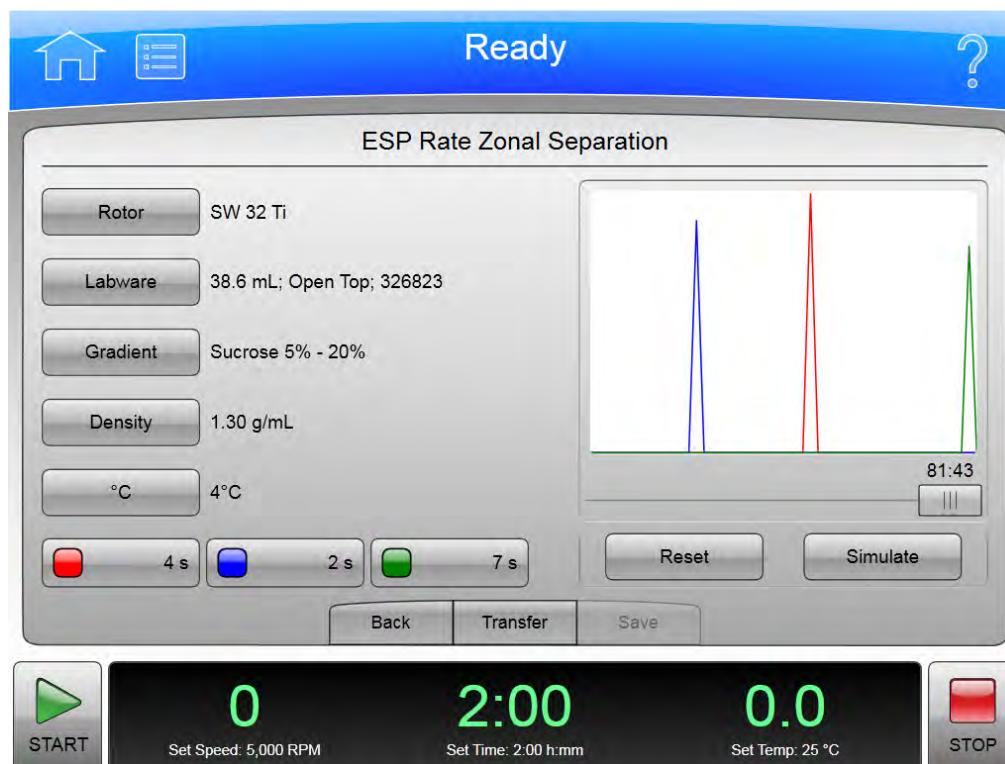 Ready
ESP Rate Zonal Separation
Rotor SW 32 Ti
Labware 38.6 mL; Open Top; 326823
Gradient Sucrose 5% - 20%
Density 1.30 g/mL
°C 4°C
4 s 2 s 7 s
81:43
Reset Simulate
Back Transfer Save
START
0
Set Speed: 5,000 RPM
2:00
Set Time: 2:00 h:mm
0.0
Set Temp: 25 °C
STOP